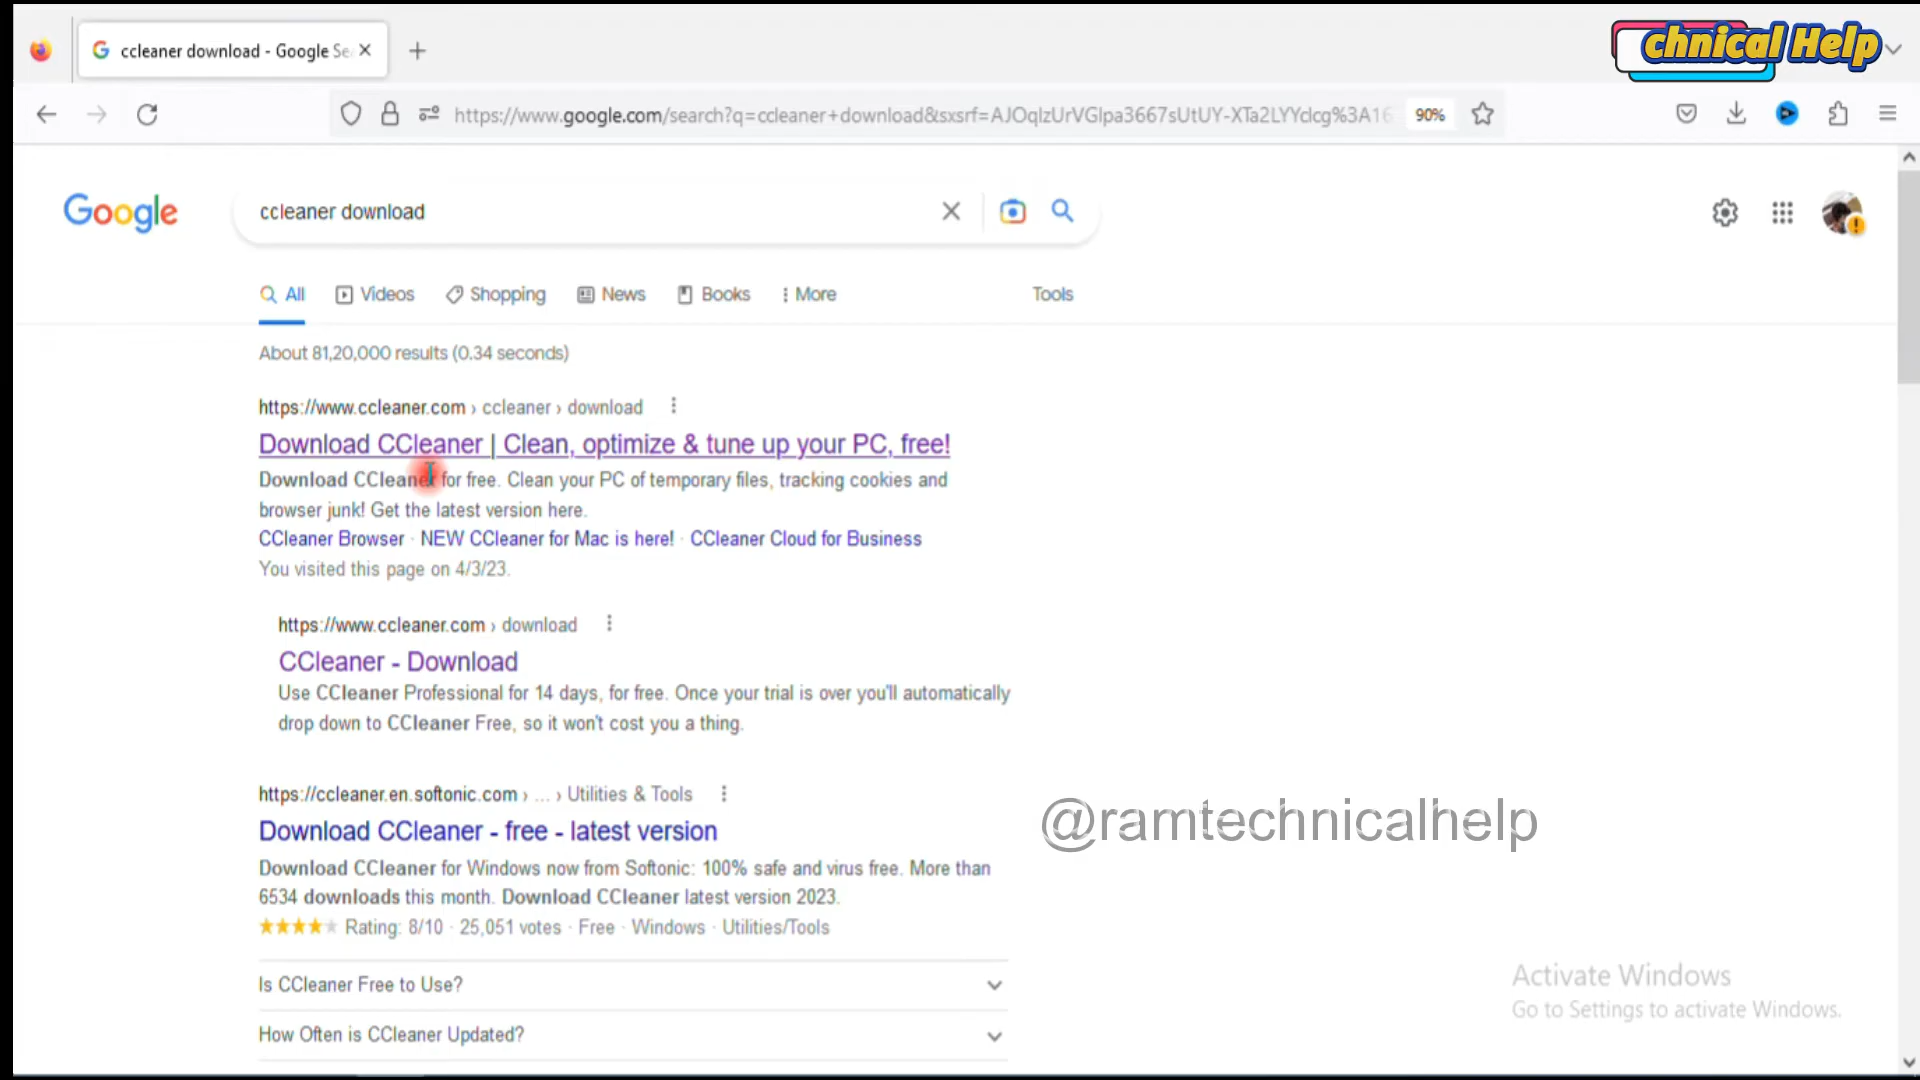 ccleaner download - Google Se
chnical Help
https://www.google.com/search?q=ccleaner+download&sxsrf=AJOqlzUrVGlpa3667sUtUY-XTa2LYYclcg%3A16
90%
Google
ccleaner download
All
Videos
Shopping
News
Books
More
Tools
About 81,20,000 results (0.34 seconds)
https://www.ccleaner.com › ccleaner › download
Download CCleaner | Clean, optimize & tune up your PC, free!
Download CCleaner for free. Clean your PC of temporary files, tracking cookies and
browser junk! Get the latest version here.
CCleaner Browser · NEW CCleaner for Mac is here! · CCleaner Cloud for Business
You visited this page on 4/3/23.
https://www.ccleaner.com › download
CCleaner - Download
Use CCleaner Professional for 14 days, for free. Once your trial is over you'll automatically
drop down to CCleaner Free, so it won't cost you a thing.
https://ccleaner.en.softonic.com › ... › Utilities & Tools
Download CCleaner - free - latest version
Download CCleaner for Windows now from Softonic: 100% safe and virus free. More than
6534 downloads this month. Download CCleaner latest version 2023.
Rating: 8/10 · 25,051 votes · Free · Windows · Utilities/Tools
@ramtechnicalhelp
Is CCleaner Free to Use?
How Often is CCleaner Updated?
Activate Windows
Go to Settings to activate Windows.